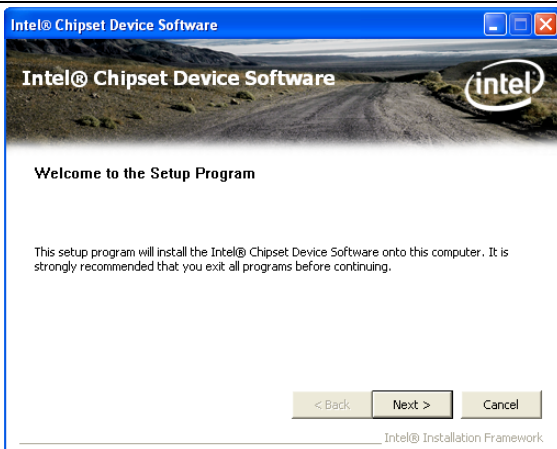 Intel® Chipset Device Software
Intel® Chipset Device Software
intel
Welcome to the Setup Program
This setup program will install the Intel® Chipset Device Software onto this computer. It is
strongly recommended that you exit all programs before continuing.
< Back
Next >
Cancel
Intel® Installation Framework